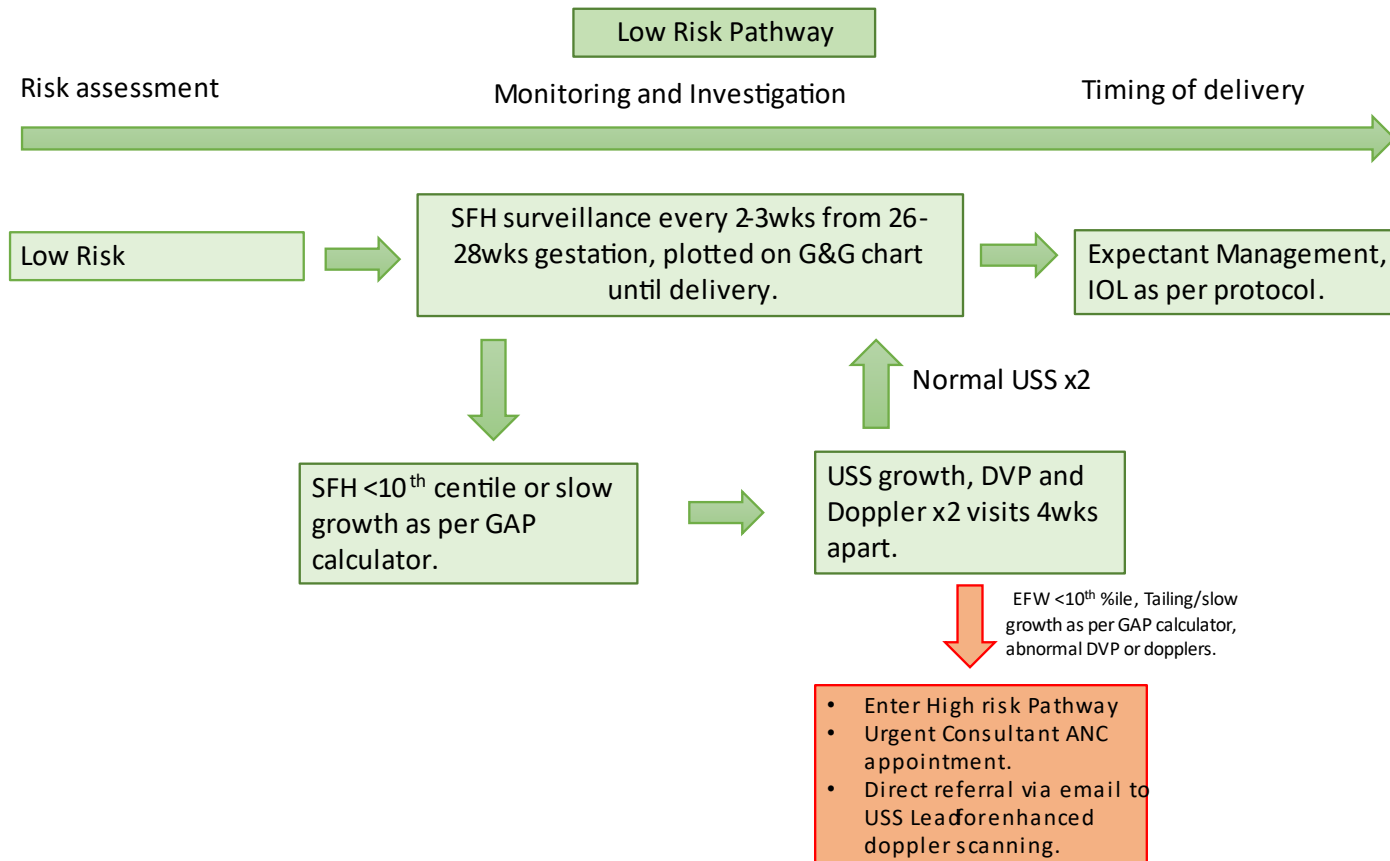 Low Risk Pathway
Risk assessment
Monitoring and Investigation
Timing of delivery
Low Risk
SFH surveillance every 2-3wks from 26-
28wks gestation, plotted on G&G chart
until delivery.
Expectant Management,
IOL as per protocol.
Normal USS x2
SFH <10th centile or slow
growth as per GAP
calculator.
USS growth, DVP and
Doppler x2 visits 4wks
apart.
EFW <10th %ile, Tailing/slow
growth as per GAP calculator,
abnormal DVP or dopplers.
• Enter High risk Pathway
• Urgent Consultant ANC
appointment.
• Direct referral via email to
USS Lead for enhanced
doppler scanning.